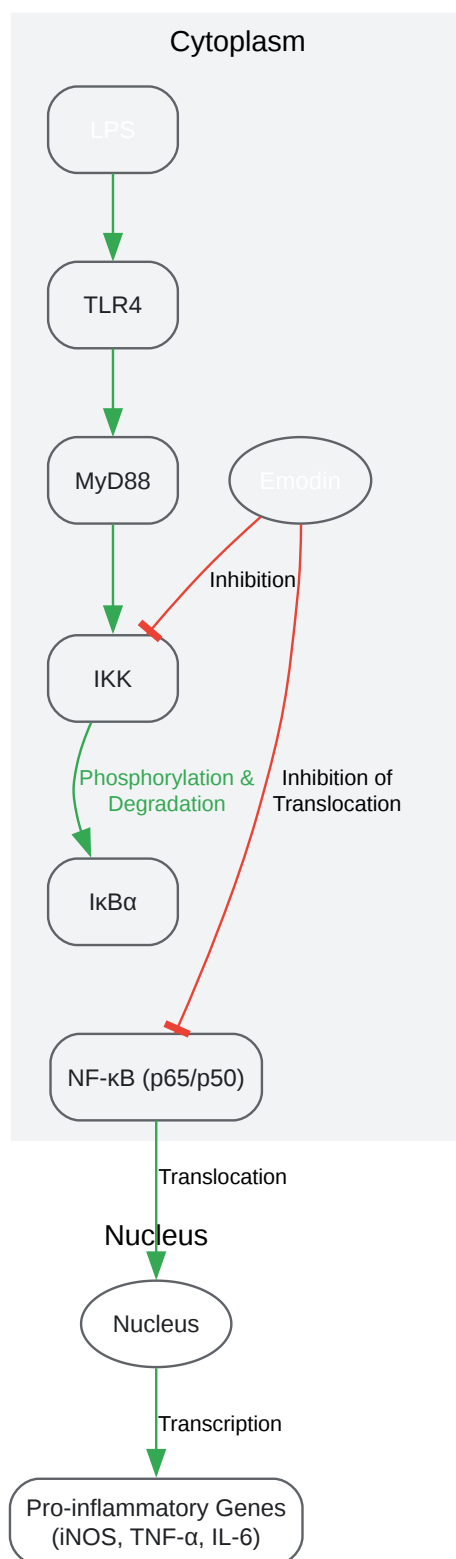 Cytoplasm
LPS
TLR4
MyD88
Emodin
Inhibition
IKK
Phosphorylation &
Degradation
Inhibition of
Translocation
IκBα
NF-κB (p65/p50)
Translocation
Nucleus
Nucleus
Transcription
Pro-inflammatory Genes
(iNOS, TNF-α, IL-6)